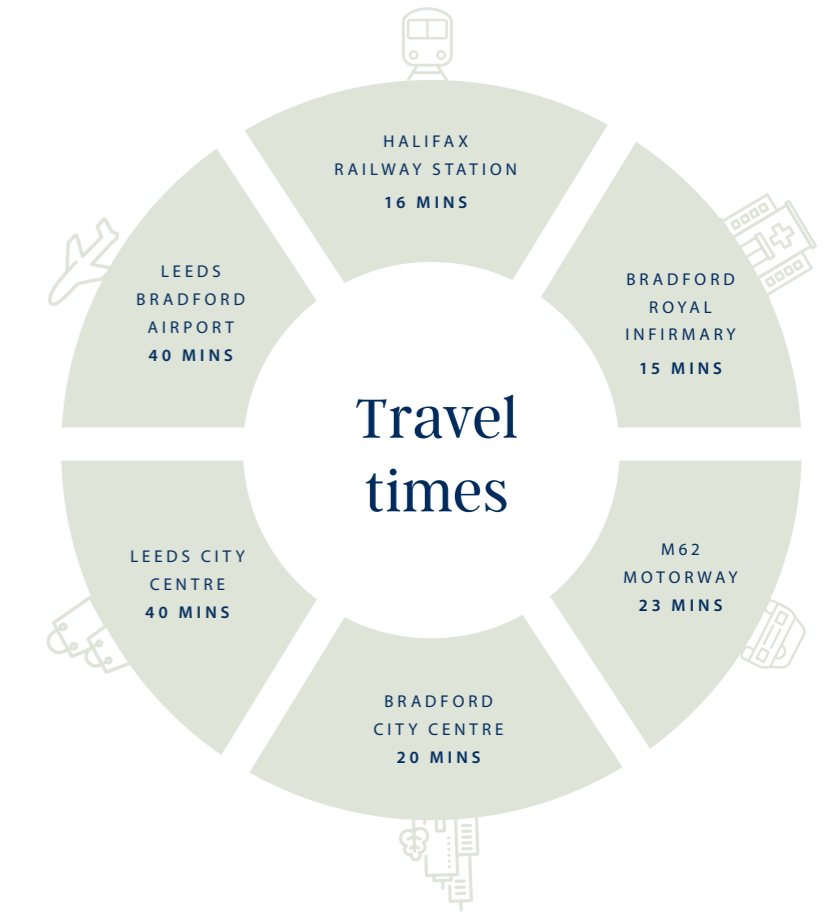 HALIFAX
RAILWAY STATION
16 MINS
BRADFORD
ROYAL
INFIRMARY
15 MINS
M62
MOTORWAY
23 MINS
BRADFORD
CITY CENTRE
20 MINS
LEEDS CITY
CENTRE
40 MINS
LEEDS
BRADFORD
AIRPORT
40 MINS
Travel
times